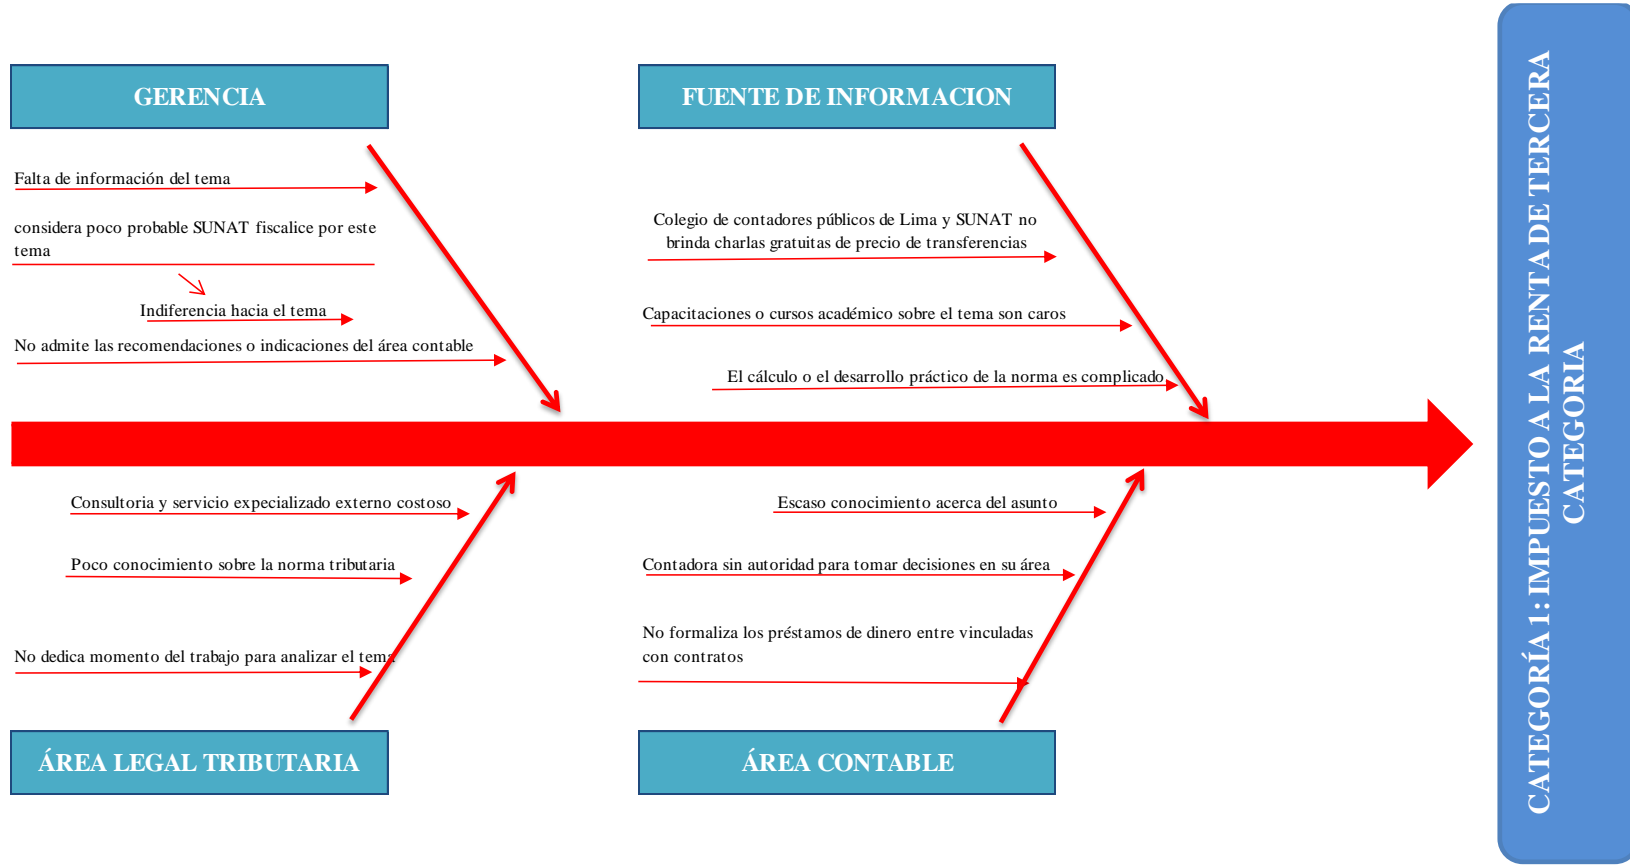 GERENCIA
Falta de información del tema
considera poco probable SUNAT fiscalice por este
tema
Indiferencia hacia el tema
No admite las recomendaciones o indicaciones del área contable
FUENTE DE INFORMACION
Colegio de contadores públicos de Lima y SUNAT no
brinda charlas gratuitas de precio de transferencias
Capacitaciones o cursos académico sobre el tema son caros
El cálculo o el desarrollo práctico de la norma es complicado
Consultoria y servicio expecializado externo costoso
Poco conocimiento sobre la norma tributaria
No dedica momento del trabajo para analizar el tema
ÁREA LEGAL TRIBUTARIA
Escaso conocimiento acerca del asunto
Contadora sin autoridad para tomar decisiones en su área
No formaliza los préstamos de dinero entre vinculadas
con contratos
ÁREA CONTABLE
CATEGORÍA 1: IMPUESTO A LA RENTA DE TERCERA
CATEGORIA